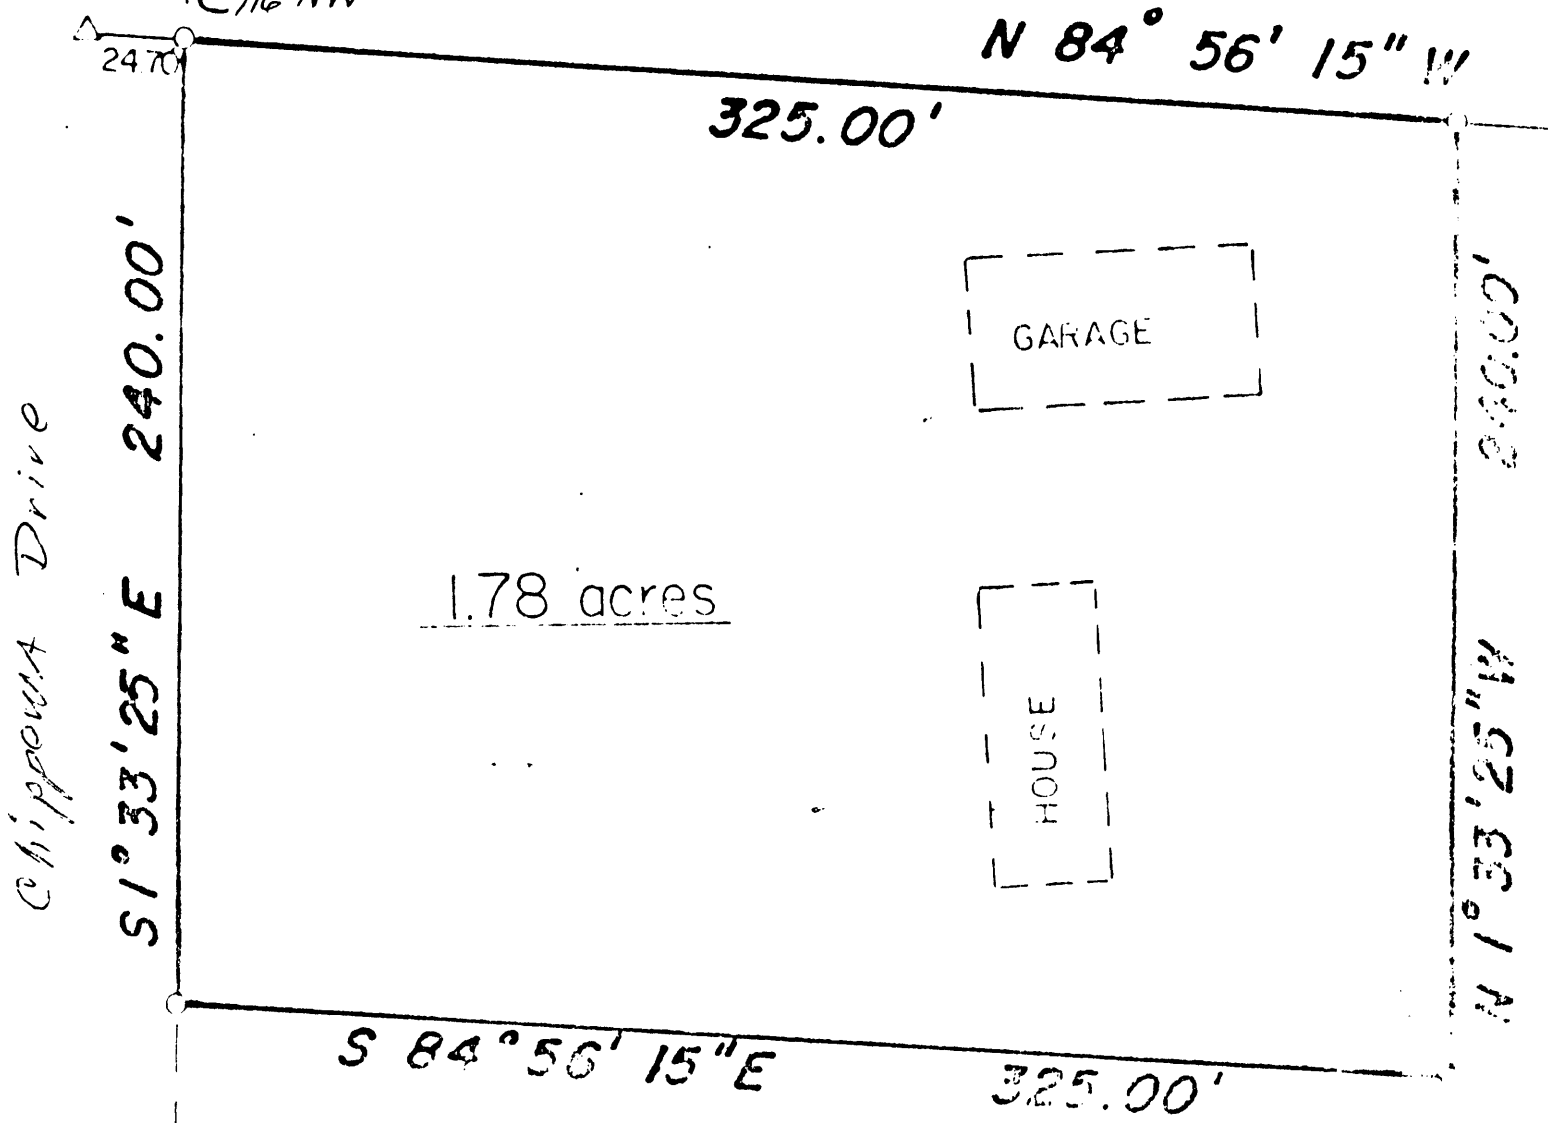 N 84° 56' 15" W
24.70
325.00'
240.00'
240.00'
GARAGE
1.78 acres
HOUSE
S 1° 33' 25" E
N 1° 33' 25" W
Drive
S 84° 56' 15" E
325.00'